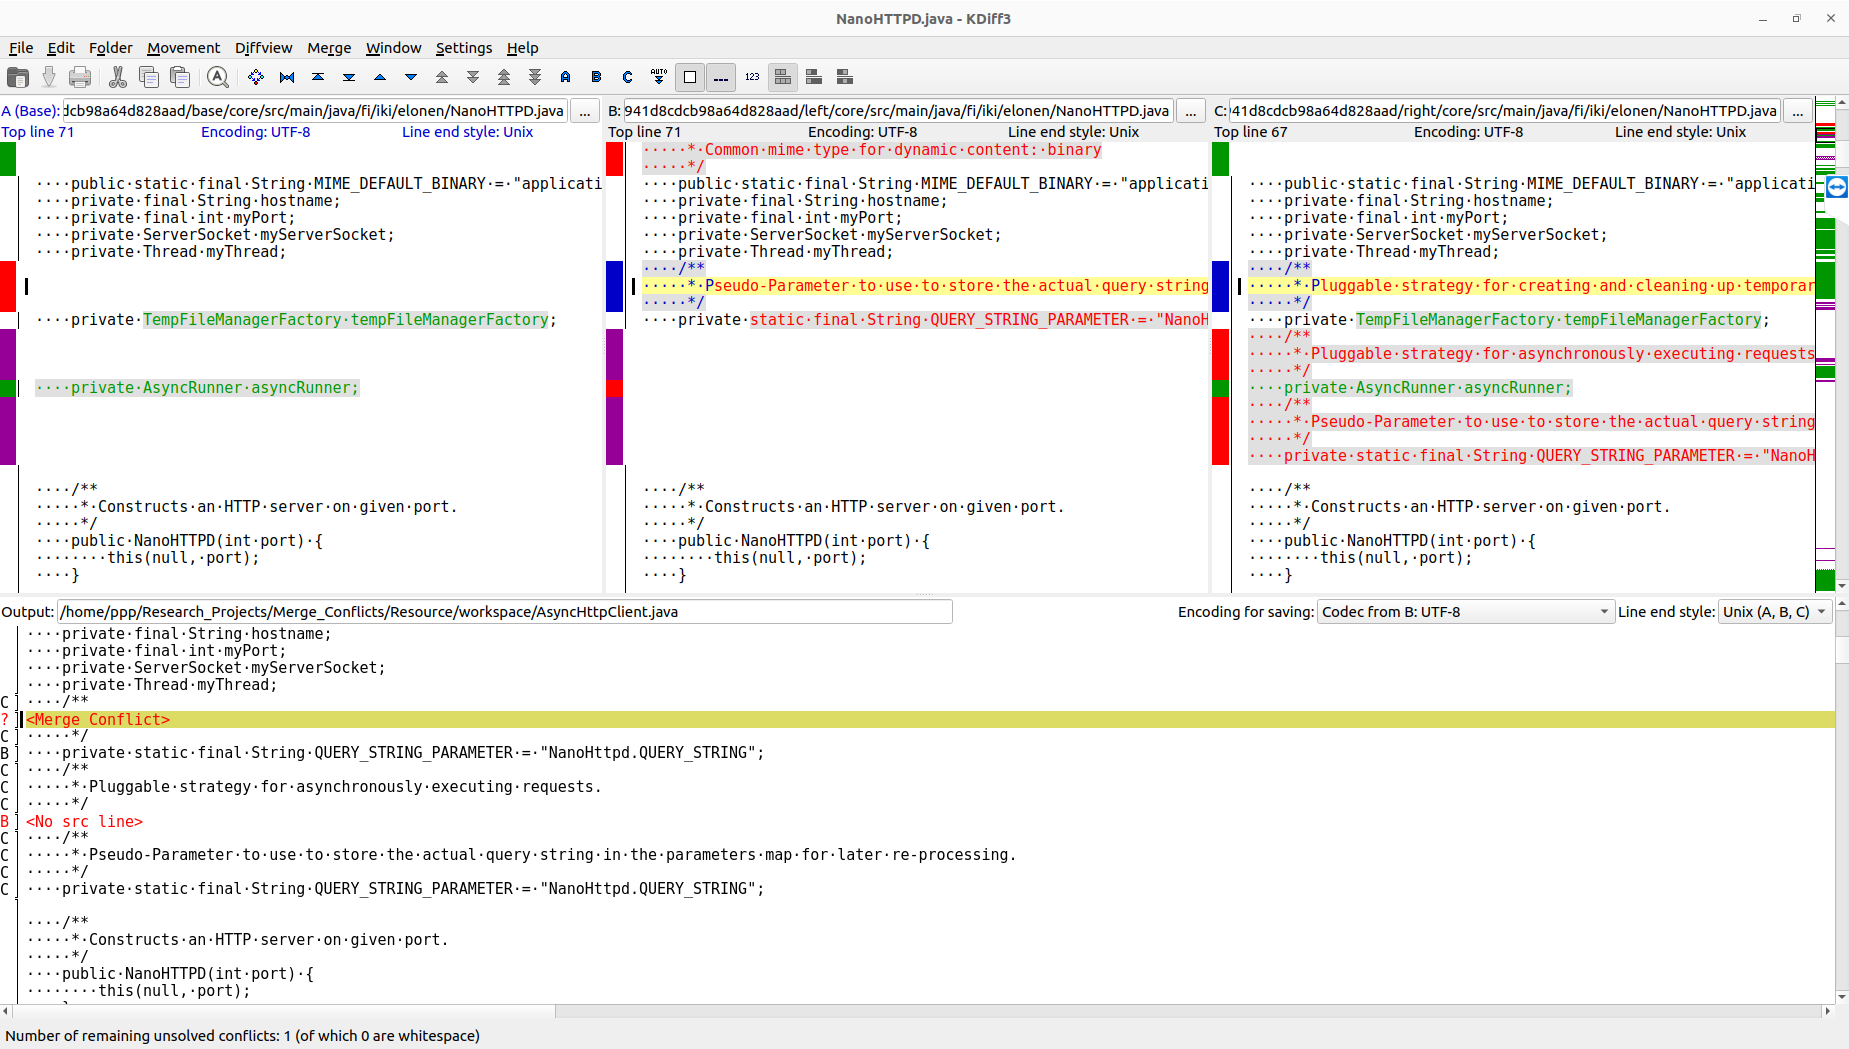 NanoHTTPD.java - KDiff3
File Edit Folder Movement Diffview Merge Window Settings Help
A B C AUTO 123
A (Base): dcb98a64d828aad/base/core/src/main/java/fi/iki/elonen/NanoHTTPD.java ...
Top line 71 Encoding: UTF-8 Line end style: Unix
····public·static·final·String·MIME_DEFAULT_BINARY·=·"applicati
····private·final·String·hostname;
····private·final·int·myPort;
····private·ServerSocket·myServerSocket;
····private·Thread·myThread;
····private·TempFileManagerFactory·tempFileManagerFactory;
····private·AsyncRunner·asyncRunner;
····/**
·····*·Constructs·an·HTTP·server·on·given·port.
·····*/
····public·NanoHTTPD(int·port)·{
········this(null,·port);
····}
B: 941d8cdcb98a64d828aad/left/core/src/main/java/fi/iki/elonen/NanoHTTPD.java ...
Top line 71 Encoding: UTF-8 Line end style: Unix
·····*·Common·mime·type·for·dynamic·content:·binary
·····*/
····public·static·final·String·MIME_DEFAULT_BINARY·=·"applicati
····private·final·String·hostname;
····private·final·int·myPort;
····private·ServerSocket·myServerSocket;
····private·Thread·myThread;
····/**
·····*·Pseudo-Parameter·to·use·to·store·the·actual·query·string
·····*/
····private·static·final·String·QUERY_STRING_PARAMETER·=·"NanoH
····/**
·····*·Constructs·an·HTTP·server·on·given·port.
·····*/
····public·NanoHTTPD(int·port)·{
········this(null,·port);
····}
C: 41d8cdcb98a64d828aad/right/core/src/main/java/fi/iki/elonen/NanoHTTPD.java ...
Top line 67 Encoding: UTF-8 Line end style: Unix
····public·static·final·String·MIME_DEFAULT_BINARY·=·"applicati
····private·final·String·hostname;
····private·final·int·myPort;
····private·ServerSocket·myServerSocket;
····private·Thread·myThread;
····/**
·····*·Pluggable·strategy·for·creating·and·cleaning·up·temporar
·····*/
····private·TempFileManagerFactory·tempFileManagerFactory;
····/**
·····*·Pluggable·strategy·for·asynchronously·executing·requests
·····*/
····private·AsyncRunner·asyncRunner;
····/**
·····*·Pseudo-Parameter·to·use·to·store·the·actual·query·string
·····*/
····private·static·final·String·QUERY_STRING_PARAMETER·=·"NanoH
····/**
·····*·Constructs·an·HTTP·server·on·given·port.
·····*/
····public·NanoHTTPD(int·port)·{
········this(null,·port);
····}
Output: /home/ppp/Research_Projects/Merge_Conflicts/Resource/workspace/AsyncHttpClient.java Encoding for saving: Codec from B: UTF-8 Line end style: Unix (A, B, C)
····private·final·String·hostname;
····private·final·int·myPort;
····private·ServerSocket·myServerSocket;
····private·Thread·myThread;
C ····/**
? <Merge Conflict>
C ·····*/
B ····private·static·final·String·QUERY_STRING_PARAMETER·=·"NanoHttpd.QUERY_STRING";
C ····/**
C ·····*·Pluggable·strategy·for·asynchronously·executing·requests.
C ·····*/
B <No src line>
C ····/**
C ·····*·Pseudo-Parameter·to·use·to·store·the·actual·query·string·in·the·parameters·map·for·later·re-processing.
C ·····*/
C ····private·static·final·String·QUERY_STRING_PARAMETER·=·"NanoHttpd.QUERY_STRING";
····/**
·····*·Constructs·an·HTTP·server·on·given·port.
·····*/
····public·NanoHTTPD(int·port)·{
········this(null,·port);
Number of remaining unsolved conflicts: 1 (of which 0 are whitespace)